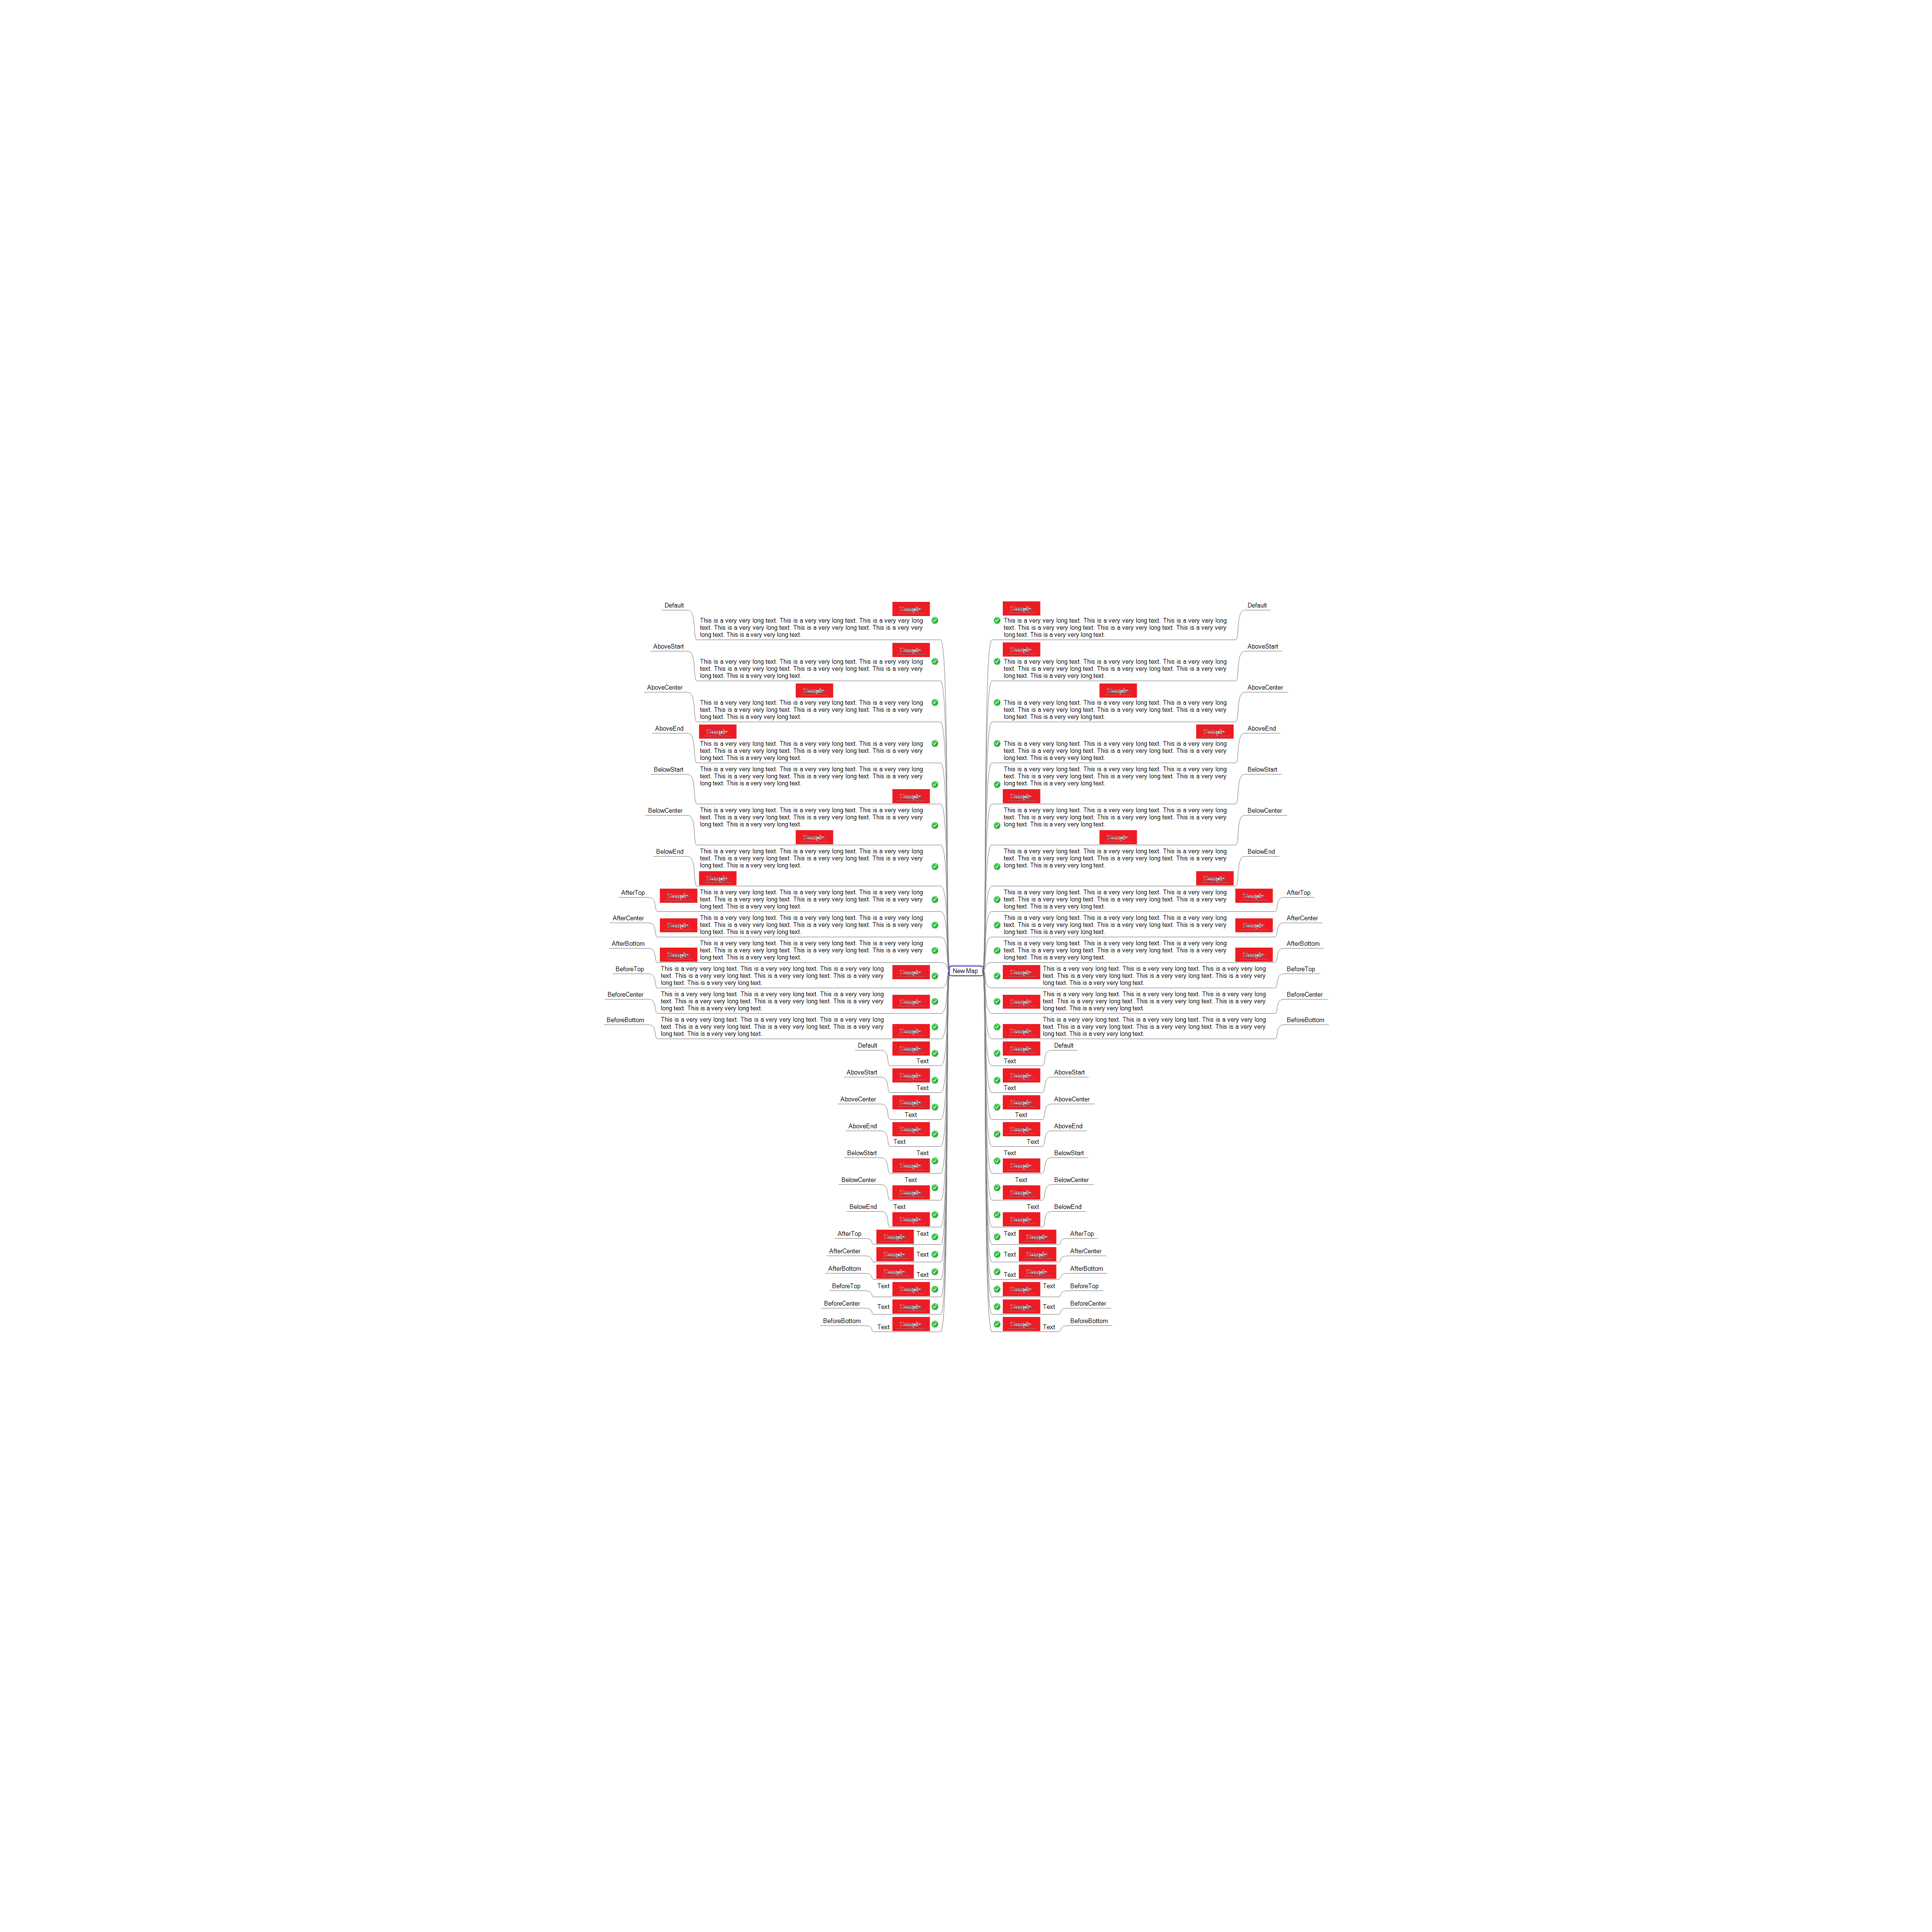 New Map
Default
This is a very very long text. This is a very very long text. This is a very very long
text. This is a very very long text. This is a very very long text. This is a very very
long text. This is a very very long text.
AboveStart
This is a very very long text. This is a very very long text. This is a very very long
text. This is a very very long text. This is a very very long text. This is a very very
long text. This is a very very long text.
AboveCenter
This is a very very long text. This is a very very long text. This is a very very long
text. This is a very very long text. This is a very very long text. This is a very very
long text. This is a very very long text.
AboveEnd
This is a very very long text. This is a very very long text. This is a very very long
text. This is a very very long text. This is a very very long text. This is a very very
long text. This is a very very long text.
BelowStart
This is a very very long text. This is a very very long text. This is a very very long
text. This is a very very long text. This is a very very long text. This is a very very
long text. This is a very very long text.
BelowCenter
This is a very very long text. This is a very very long text. This is a very very long
text. This is a very very long text. This is a very very long text. This is a very very
long text. This is a very very long text.
BelowEnd
This is a very very long text. This is a very very long text. This is a very very long
text. This is a very very long text. This is a very very long text. This is a very very
long text. This is a very very long text.
AfterTop
This is a very very long text. This is a very very long text. This is a very very long
text. This is a very very long text. This is a very very long text. This is a very very
long text. This is a very very long text.
AfterCenter
This is a very very long text. This is a very very long text. This is a very very long
text. This is a very very long text. This is a very very long text. This is a very very
long text. This is a very very long text.
AfterBottom
This is a very very long text. This is a very very long text. This is a very very long
text. This is a very very long text. This is a very very long text. This is a very very
long text. This is a very very long text.
BeforeTop
This is a very very long text. This is a very very long text. This is a very very long
text. This is a very very long text. This is a very very long text. This is a very very
long text. This is a very very long text.
BeforeCenter
This is a very very long text. This is a very very long text. This is a very very long
text. This is a very very long text. This is a very very long text. This is a very very
long text. This is a very very long text.
BeforeBottom
This is a very very long text. This is a very very long text. This is a very very long
text. This is a very very long text. This is a very very long text. This is a very very
long text. This is a very very long text.
Default
Text
AboveStart
Text
AboveCenter
Text
AboveEnd
Text
BelowStart
Text
BelowCenter
Text
BelowEnd
Text
AfterTop
Text
AfterCenter
Text
AfterBottom
Text
BeforeTop
Text
BeforeCenter
Text
BeforeBottom
Text
This is a very very long text. This is a very very long text. This is a very very long
text. This is a very very long text. This is a very very long text. This is a very very
long text. This is a very very long text.
Default
This is a very very long text. This is a very very long text. This is a very very long
text. This is a very very long text. This is a very very long text. This is a very very
long text. This is a very very long text.
AboveStart
This is a very very long text. This is a very very long text. This is a very very long
text. This is a very very long text. This is a very very long text. This is a very very
long text. This is a very very long text.
AboveCenter
This is a very very long text. This is a very very long text. This is a very very long
text. This is a very very long text. This is a very very long text. This is a very very
long text. This is a very very long text.
AboveEnd
This is a very very long text. This is a very very long text. This is a very very long
text. This is a very very long text. This is a very very long text. This is a very very
long text. This is a very very long text.
BelowStart
This is a very very long text. This is a very very long text. This is a very very long
text. This is a very very long text. This is a very very long text. This is a very very
long text. This is a very very long text.
BelowCenter
This is a very very long text. This is a very very long text. This is a very very long
text. This is a very very long text. This is a very very long text. This is a very very
long text. This is a very very long text.
BelowEnd
This is a very very long text. This is a very very long text. This is a very very long
text. This is a very very long text. This is a very very long text. This is a very very
long text. This is a very very long text.
AfterTop
This is a very very long text. This is a very very long text. This is a very very long
text. This is a very very long text. This is a very very long text. This is a very very
long text. This is a very very long text.
AfterCenter
This is a very very long text. This is a very very long text. This is a very very long
text. This is a very very long text. This is a very very long text. This is a very very
long text. This is a very very long text.
AfterBottom
This is a very very long text. This is a very very long text. This is a very very long
text. This is a very very long text. This is a very very long text. This is a very very
long text. This is a very very long text.
BeforeTop
This is a very very long text. This is a very very long text. This is a very very long
text. This is a very very long text. This is a very very long text. This is a very very
long text. This is a very very long text.
BeforeCenter
This is a very very long text. This is a very very long text. This is a very very long
text. This is a very very long text. This is a very very long text. This is a very very
long text. This is a very very long text.
BeforeBottom
Text
Default
Text
AboveStart
Text
AboveCenter
Text
AboveEnd
Text
BelowStart
Text
BelowCenter
Text
BelowEnd
Text
AfterTop
Text
AfterCenter
Text
AfterBottom
Text
BeforeTop
Text
BeforeCenter
Text
BeforeBottom